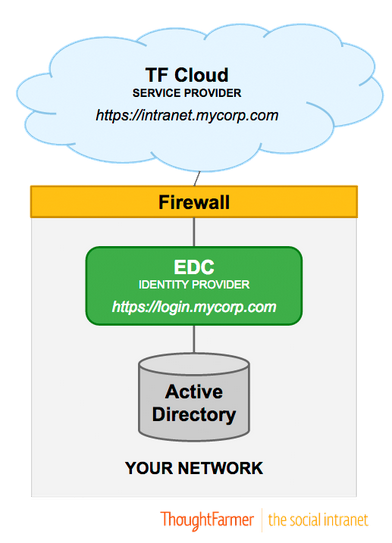 TF Cloud
SERVICE PROVIDER
https://intranet.mycorp.com
Firewall
EDC
IDENTITY PROVIDER
https://login.mycorp.com
Active
Directory
YOUR NETWORK
ThoughtFarmer | the social intranet